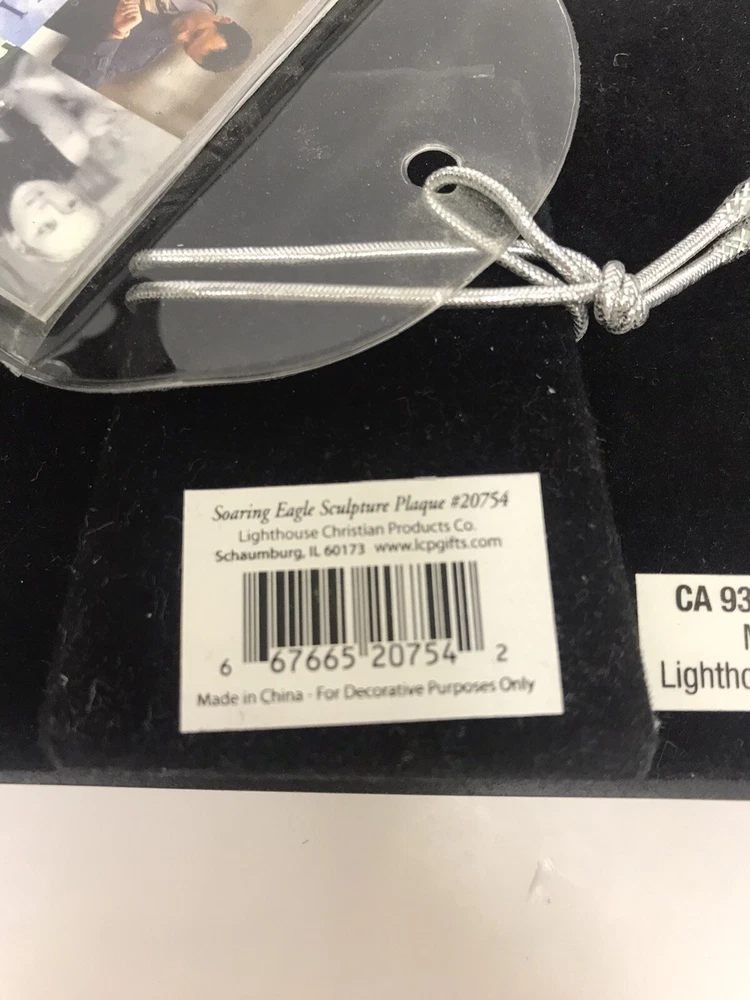 Soaring Eagle Sculpture Plaque #20754
Lighthouse Christian Products Co.
Schaumburg, IL 60173 www.lcpgifts.com
6 67665 20754 2
Made in China - For Decorative Purposes Only
CA 93